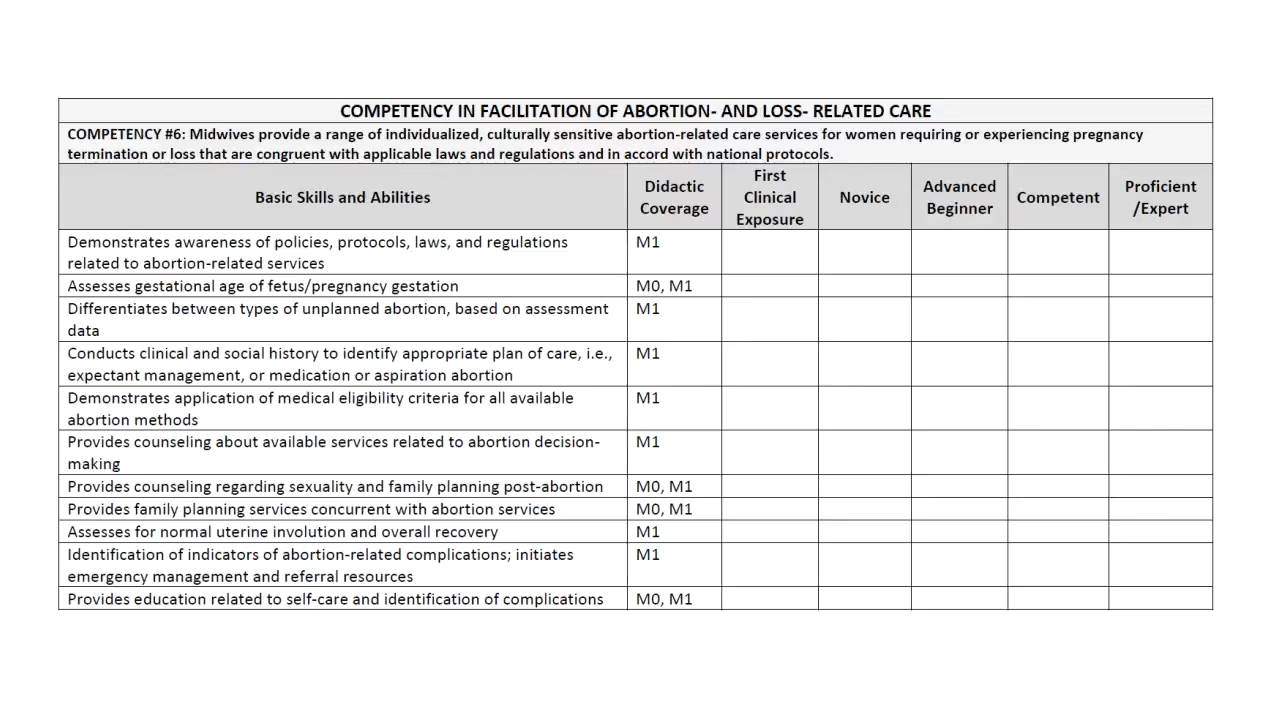 COMPETENCY IN FACILITATION OF ABORTION- AND LOSS- RELATED CARE
COMPETENCY #6: Midwives provide a range of individualized, culturally sensitive abortion-related care services for women requiring or experiencing pregnancy
termination or loss that are congruent with applicable laws and regulations and in accord with national protocols.
Basic Skills and Abilities
Didactic
Coverage
First
Clinical
Exposure
Novice
Advanced
Beginner
Competent
Proficient
/Expert
Demonstrates awareness of policies, protocols, laws, and regulations
related to abortion-related services
M1
Assesses gestational age of fetus/pregnancy gestation
M0, M1
Differentiates between types of unplanned abortion, based on assessment
data
M1
Conducts clinical and social history to identify appropriate plan of care, i.e.,
expectant management, or medication or aspiration abortion
M1
Demonstrates application of medical eligibility criteria for all available
abortion methods
M1
Provides counseling about available services related to abortion decision-
making
M1
Provides counseling regarding sexuality and family planning post-abortion
M0, M1
Provides family planning services concurrent with abortion services
M0, M1
Assesses for normal uterine involution and overall recovery
M1
Identification of indicators of abortion-related complications; initiates
emergency management and referral resources
M1
Provides education related to self-care and identification of complications
M0, M1